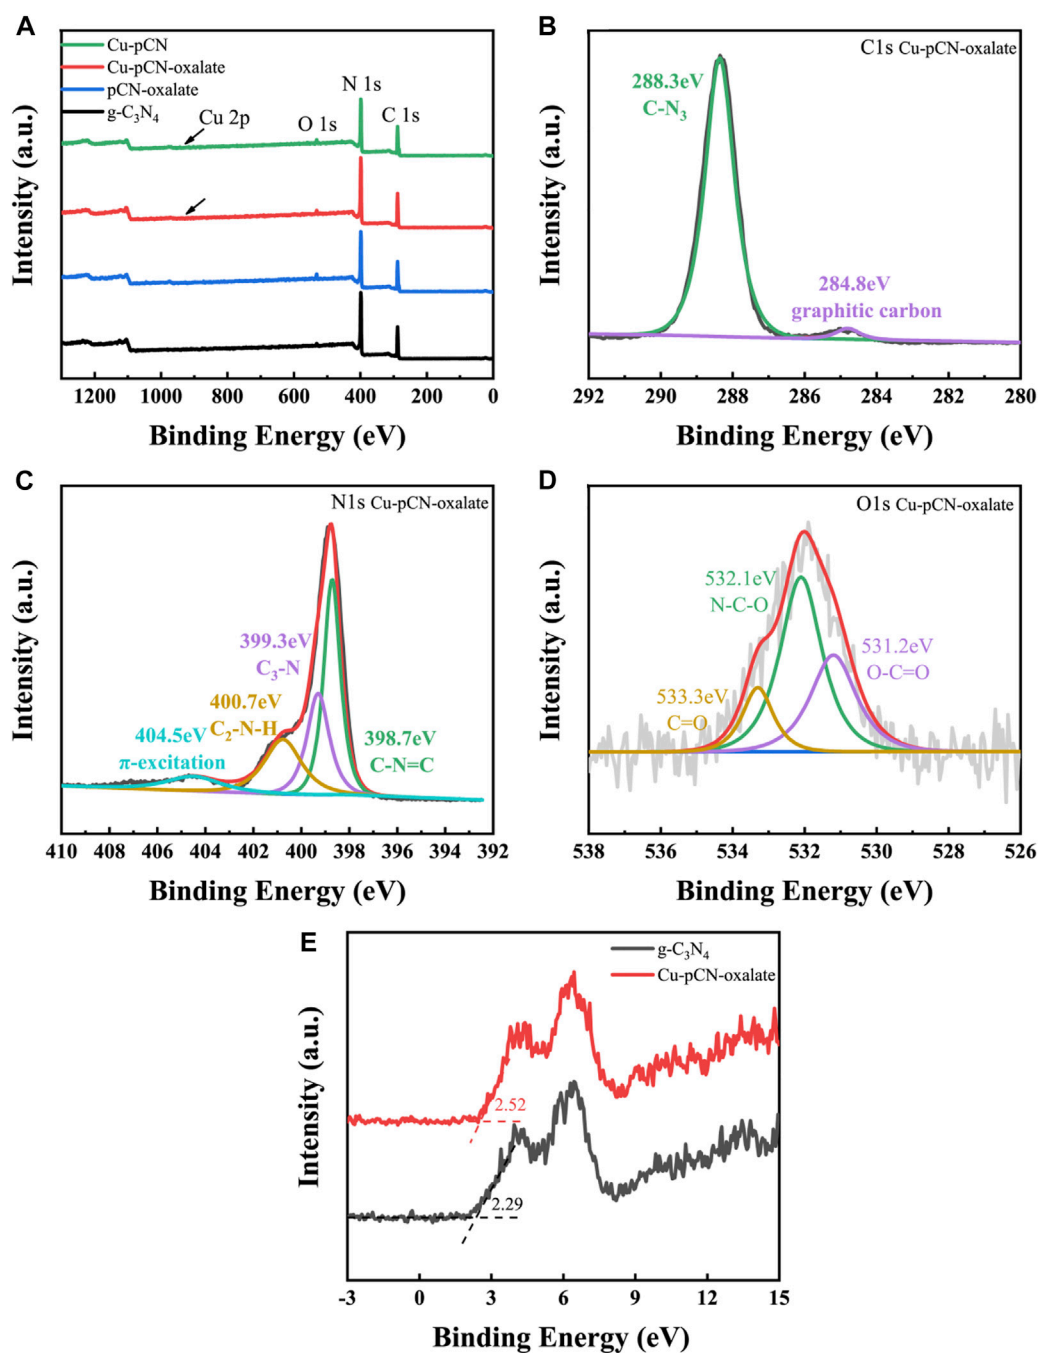 A
Cu-pCN
Cu-pCN-oxalate
pCN-oxalate
g-C₃N₄
Cu 2p
O 1s
N 1s
C 1s
Intensity (a.u.)
1200 1000 800 600 400 200 0
Binding Energy (eV)
B
C1s Cu-pCN-oxalate
288.3eV
C-N₃
284.8eV
graphitic carbon
Intensity (a.u.)
292 290 288 286 284 282 280
Binding Energy (eV)
C
N1s Cu-pCN-oxalate
399.3eV
C₃-N
400.7eV
C₂-N-H
404.5eV
π-excitation
398.7eV
C-N=C
Intensity (a.u.)
410 408 406 404 402 400 398 396 394 392
Binding Energy (eV)
D
O1s Cu-pCN-oxalate
532.1eV
N-C-O
531.2eV
O-C=O
533.3eV
C=O
Intensity (a.u.)
538 536 534 532 530 528 526
Binding Energy (eV)
E
g-C₃N₄
Cu-pCN-oxalate
2.52
2.29
Intensity (a.u.)
-3 0 3 6 9 12 15
Binding Energy (eV)